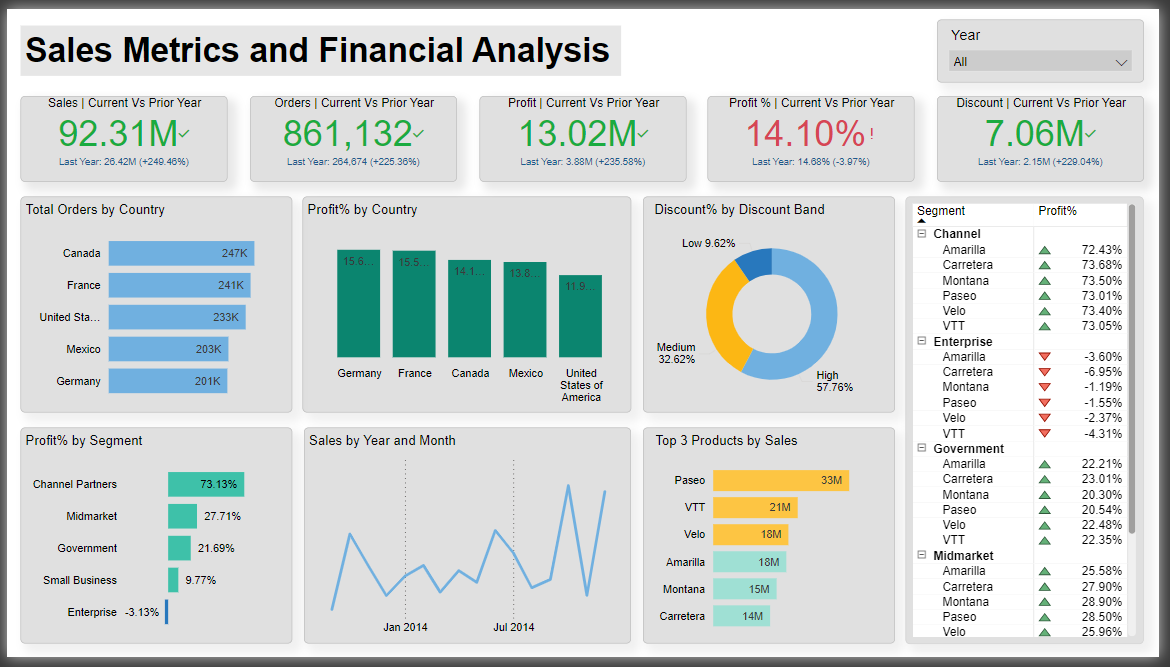 Sales Metrics and Financial Analysis
Year
All
Sales | Current Vs Prior Year
92.31M
Last Year: 26.42M (+249.46%)
Orders | Current Vs Prior Year
861,132
Last Year: 264,674 (+225.36%)
Profit | Current Vs Prior Year
13.02M
Last Year: 3.88M (+235.58%)
Profit % | Current Vs Prior Year
14.10% !
Last Year: 14.68% (-3.97%)
Discount | Current Vs Prior Year
7.06M
Last Year: 2.15M (+229.04%)
Total Orders by Country
Canada 247K
France 241K
United Sta... 233K
Mexico 203K
Germany 201K
Profit% by Country
15.6... 15.5... 14.1... 13.8... 11.9...
Germany France Canada Mexico United
States of
America
Discount% by Discount Band
Low 9.62%
Medium
32.62%
High
57.76%
Profit% by Segment
Channel Partners 73.13%
Midmarket 27.71%
Government 21.69%
Small Business 9.77%
Enterprise -3.13%
Sales by Year and Month
Jan 2014 Jul 2014
Top 3 Products by Sales
Paseo 33M
VTT 21M
Velo 18M
Amarilla 18M
Montana 15M
Carretera 14M
Segment Profit%
Channel
Amarilla 72.43%
Carretera 73.68%
Montana 73.50%
Paseo 73.01%
Velo 73.40%
VTT 73.05%
Enterprise
Amarilla -3.60%
Carretera -6.95%
Montana -1.19%
Paseo -1.55%
Velo -2.37%
VTT -4.31%
Government
Amarilla 22.21%
Carretera 23.01%
Montana 20.30%
Paseo 20.54%
Velo 22.48%
VTT 22.35%
Midmarket
Amarilla 25.58%
Carretera 27.90%
Montana 28.90%
Paseo 28.50%
Velo 25.96%